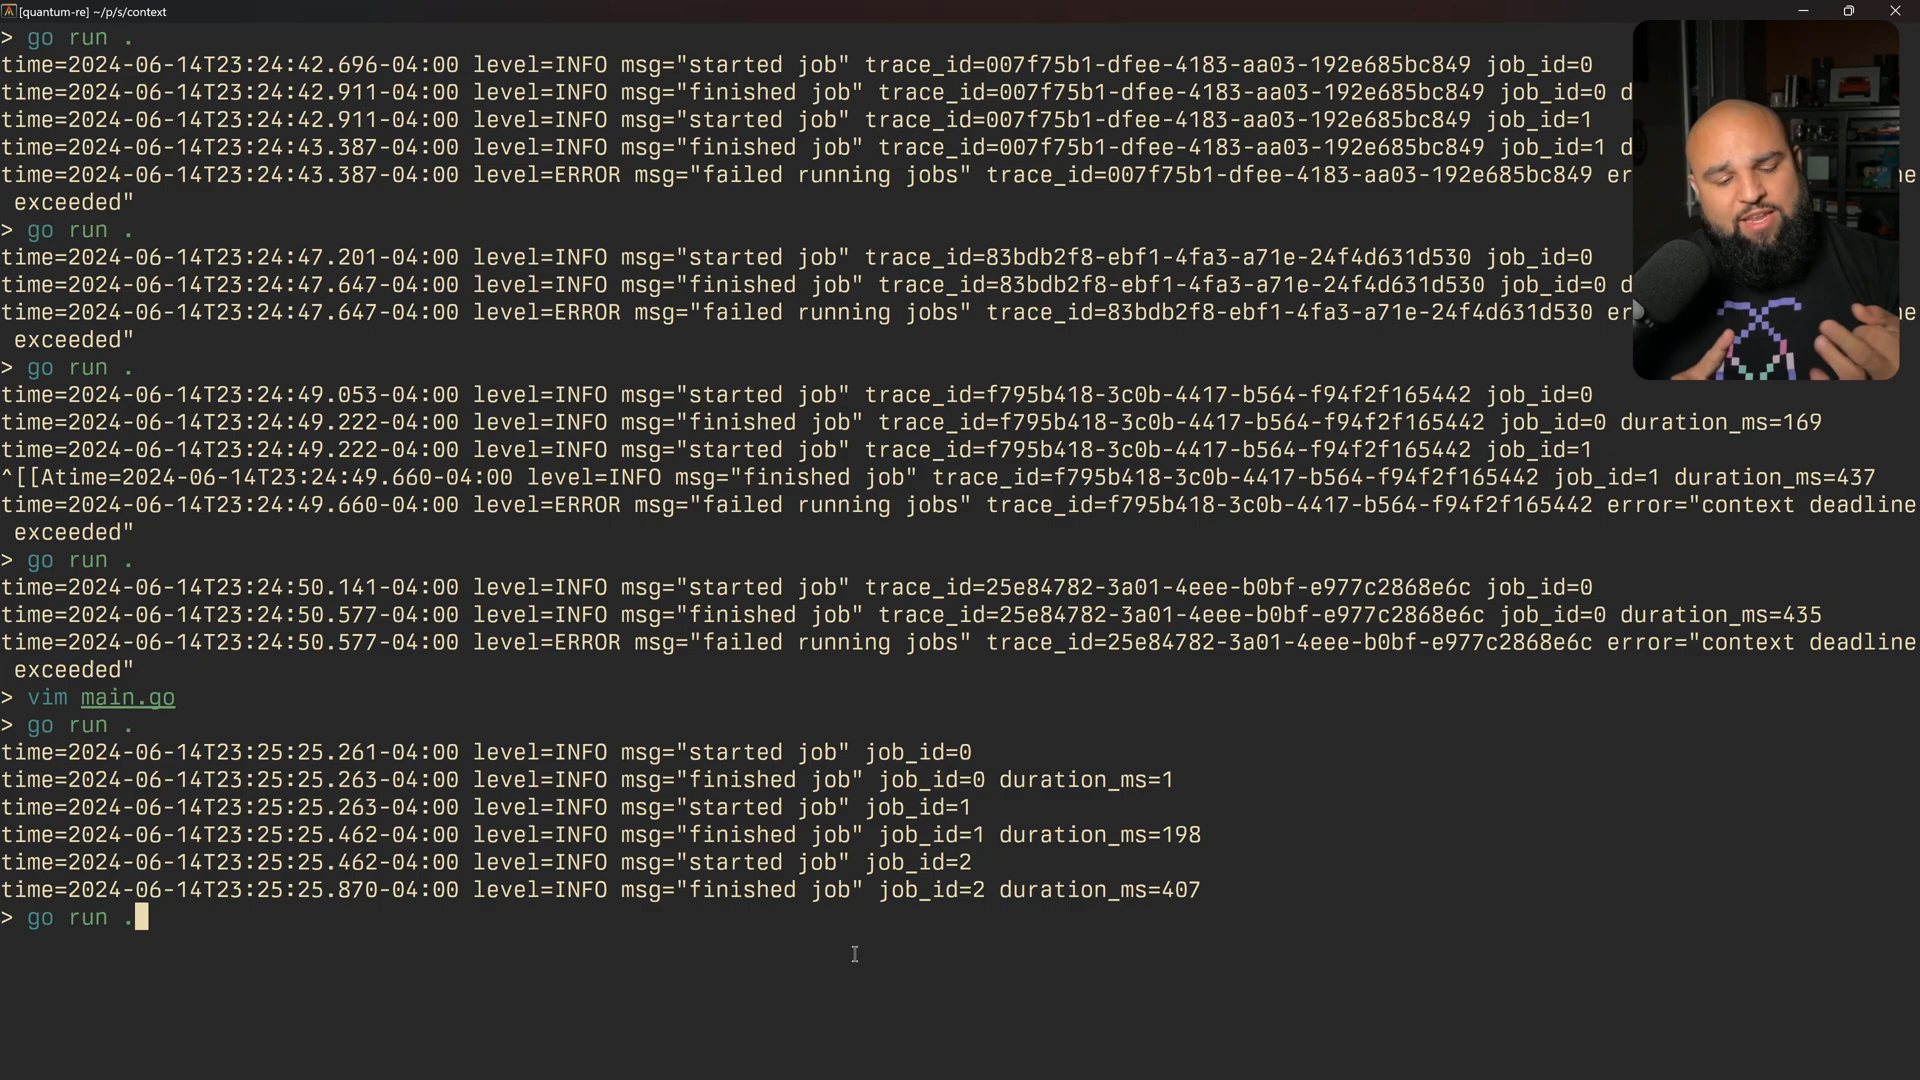 [quantum-re] ~/p/s/context
> go run .
time=2024-06-14T23:24:42.696-04:00 level=INFO msg="started job" trace_id=007f75b1-dfee-4183-aa03-192e685bc849 job_id=0
time=2024-06-14T23:24:42.911-04:00 level=INFO msg="finished job" trace_id=007f75b1-dfee-4183-aa03-192e685bc849 job_id=0 d
time=2024-06-14T23:24:42.911-04:00 level=INFO msg="started job" trace_id=007f75b1-dfee-4183-aa03-192e685bc849 job_id=1
time=2024-06-14T23:24:43.387-04:00 level=INFO msg="finished job" trace_id=007f75b1-dfee-4183-aa03-192e685bc849 job_id=1 d
time=2024-06-14T23:24:43.387-04:00 level=ERROR msg="failed running jobs" trace_id=007f75b1-dfee-4183-aa03-192e685bc849 er ne
exceeded"
> go run .
time=2024-06-14T23:24:47.201-04:00 level=INFO msg="started job" trace_id=83bdb2f8-ebf1-4fa3-a71e-24f4d631d530 job_id=0
time=2024-06-14T23:24:47.647-04:00 level=INFO msg="finished job" trace_id=83bdb2f8-ebf1-4fa3-a71e-24f4d631d530 job_id=0 d
time=2024-06-14T23:24:47.647-04:00 level=ERROR msg="failed running jobs" trace_id=83bdb2f8-ebf1-4fa3-a71e-24f4d631d530 er ne
exceeded"
> go run .
time=2024-06-14T23:24:49.053-04:00 level=INFO msg="started job" trace_id=f795b418-3c0b-4417-b564-f94f2f165442 job_id=0
time=2024-06-14T23:24:49.222-04:00 level=INFO msg="finished job" trace_id=f795b418-3c0b-4417-b564-f94f2f165442 job_id=0 duration_ms=169
time=2024-06-14T23:24:49.222-04:00 level=INFO msg="started job" trace_id=f795b418-3c0b-4417-b564-f94f2f165442 job_id=1
^[[Atime=2024-06-14T23:24:49.660-04:00 level=INFO msg="finished job" trace_id=f795b418-3c0b-4417-b564-f94f2f165442 job_id=1 duration_ms=437
time=2024-06-14T23:24:49.660-04:00 level=ERROR msg="failed running jobs" trace_id=f795b418-3c0b-4417-b564-f94f2f165442 error="context deadline
exceeded"
> go run .
time=2024-06-14T23:24:50.141-04:00 level=INFO msg="started job" trace_id=25e84782-3a01-4eee-b0bf-e977c2868e6c job_id=0
time=2024-06-14T23:24:50.577-04:00 level=INFO msg="finished job" trace_id=25e84782-3a01-4eee-b0bf-e977c2868e6c job_id=0 duration_ms=435
time=2024-06-14T23:24:50.577-04:00 level=ERROR msg="failed running jobs" trace_id=25e84782-3a01-4eee-b0bf-e977c2868e6c error="context deadline
exceeded"
> vim main.go
> go run .
time=2024-06-14T23:25:25.261-04:00 level=INFO msg="started job" job_id=0
time=2024-06-14T23:25:25.263-04:00 level=INFO msg="finished job" job_id=0 duration_ms=1
time=2024-06-14T23:25:25.263-04:00 level=INFO msg="started job" job_id=1
time=2024-06-14T23:25:25.462-04:00 level=INFO msg="finished job" job_id=1 duration_ms=198
time=2024-06-14T23:25:25.462-04:00 level=INFO msg="started job" job_id=2
time=2024-06-14T23:25:25.870-04:00 level=INFO msg="finished job" job_id=2 duration_ms=407
> go run .